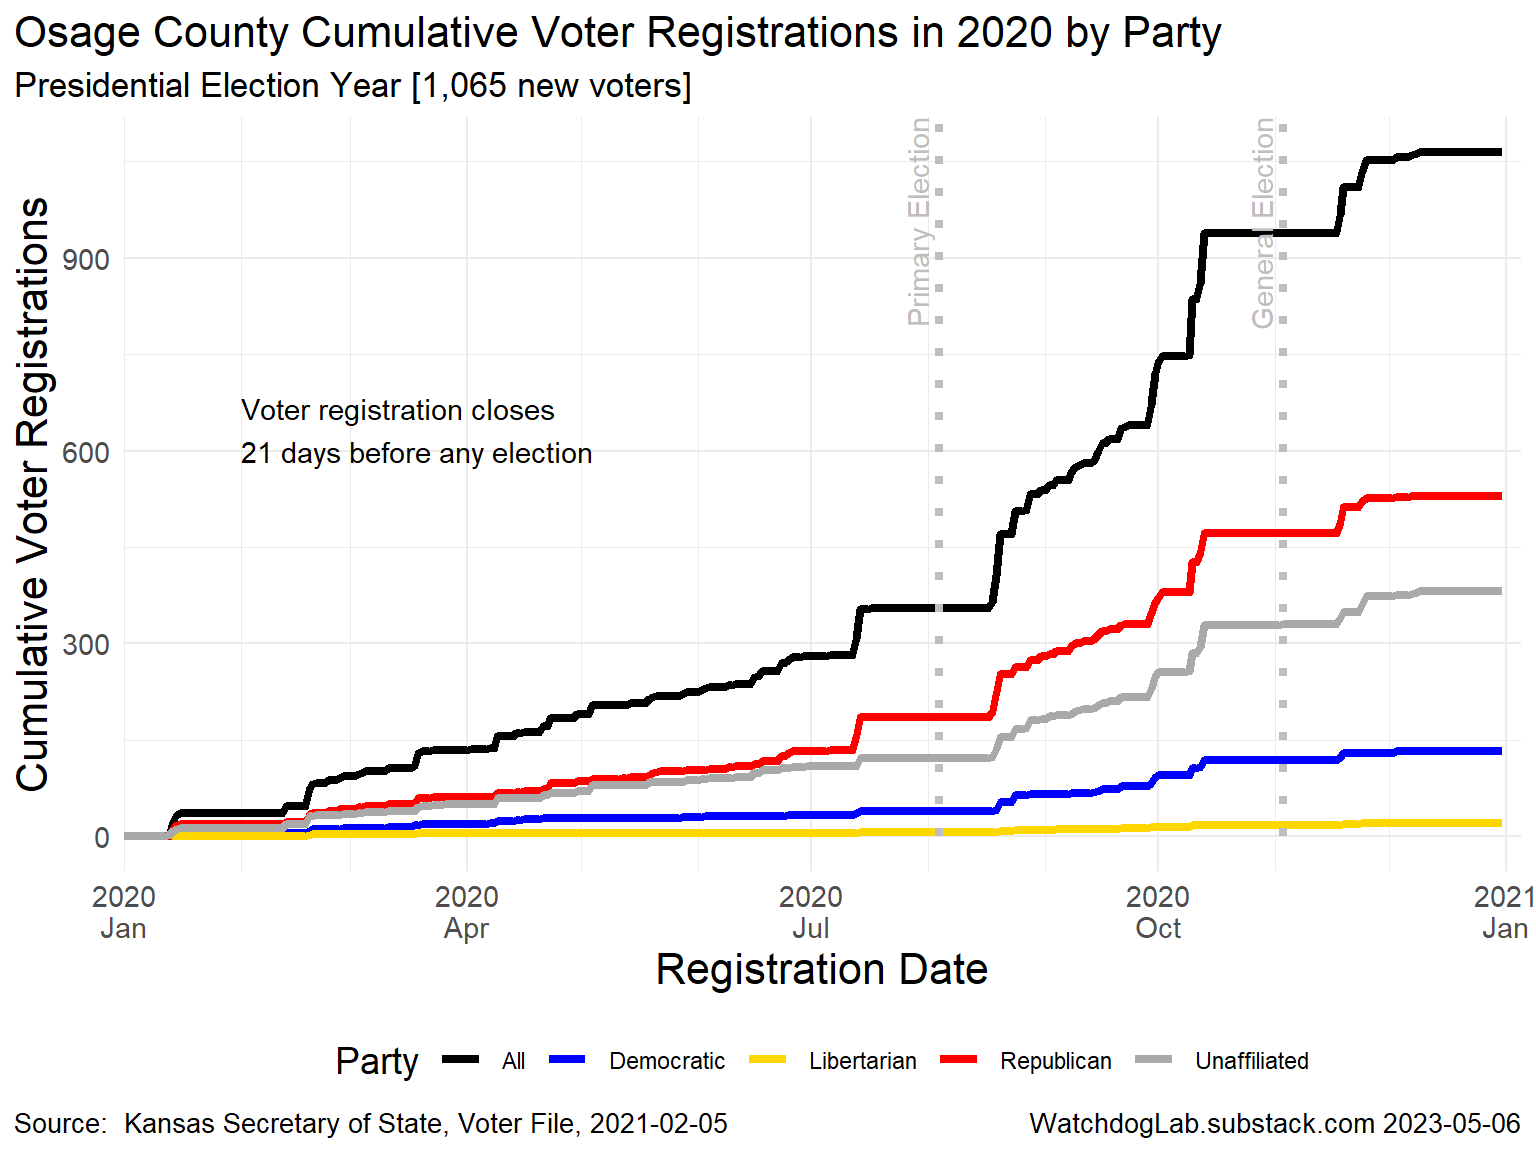 Osage County Cumulative Voter Registrations in 2020 by Party
Presidential Election Year [1,065 new voters]
Cumulative Voter Registrations
900
600
300
0
Primary Election
General Election
Voter registration closes
21 days before any election
2020
Jan
2020
Apr
2020
Jul
2020
Oct
2021
Jan
Registration Date
Party
All
Democratic
Libertarian
Republican
Unaffiliated
Source:  Kansas Secretary of State, Voter File, 2021-02-05
WatchdogLab.substack.com 2023-05-06